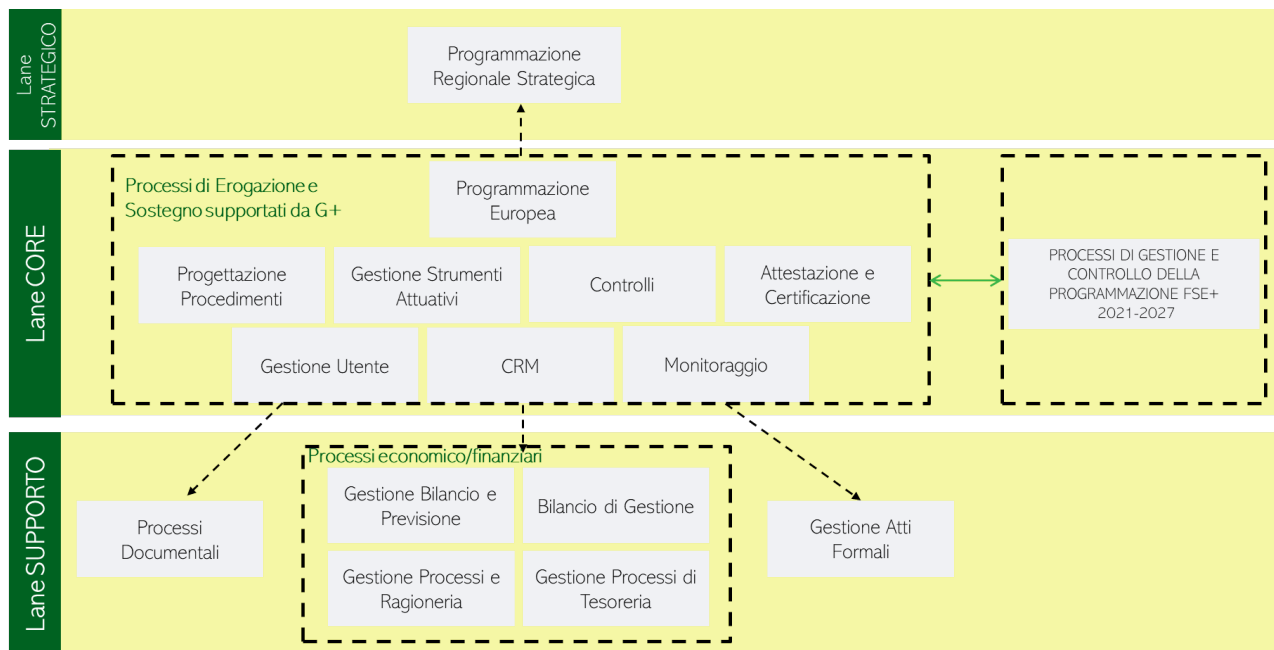 Lane
STRATEGICO
Programmazione
Regionale Strategica
Lane CORE
Processi di Erogazione e
Sostegno supportati da G+
Programmazione
Europea
Progettazione
Procedimenti
Gestione Strumenti
Attuativi
Controlli
Attestazione e
Certificazione
Gestione Utente
CRM
Monitoraggio
PROCESSI DI GESTIONE E
CONTROLLO DELLA
PROGRAMMAZIONE FSE+
2021-2027
Lane SUPPORTO
Processi
Documentali
Processi economico/finanziari
Gestione Bilancio e
Previsione
Bilancio di Gestione
Gestione Processi e
Ragioneria
Gestione Processi di
Tesoreria
Gestione Atti
Formali